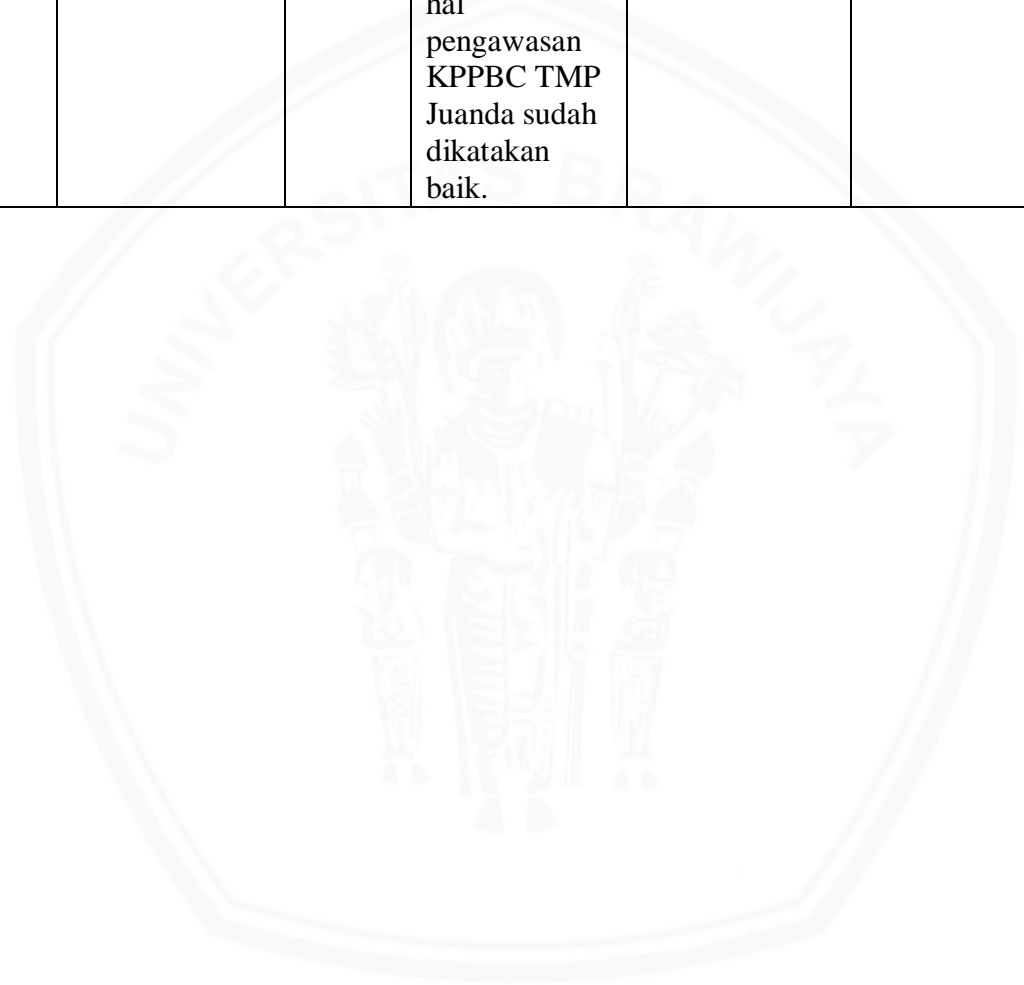 hal
pengawasan
KPPBC TMP
Juanda sudah
dikatakan
baik.
UNIVERSITAS BRAWIJAYA